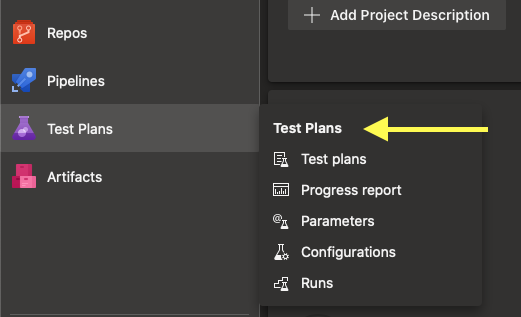 Repos
Add Project Description
Pipelines
Test Plans
Artifacts
Test Plans
Test plans
Progress report
Parameters
Configurations
Runs